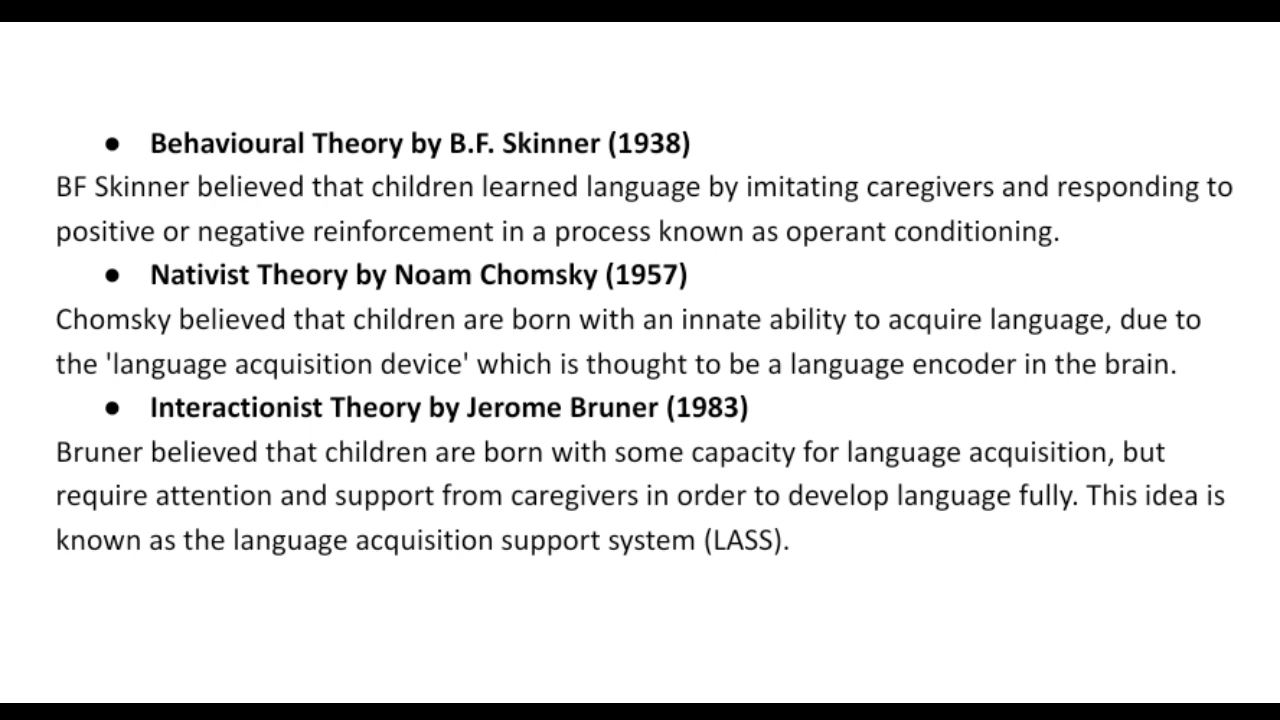 ● Behavioural Theory by B.F. Skinner (1938)
BF Skinner believed that children learned language by imitating caregivers and responding to
positive or negative reinforcement in a process known as operant conditioning.
● Nativist Theory by Noam Chomsky (1957)
Chomsky believed that children are born with an innate ability to acquire language, due to
the 'language acquisition device' which is thought to be a language encoder in the brain.
● Interactionist Theory by Jerome Bruner (1983)
Bruner believed that children are born with some capacity for language acquisition, but
require attention and support from caregivers in order to develop language fully. This idea is
known as the language acquisition support system (LASS).